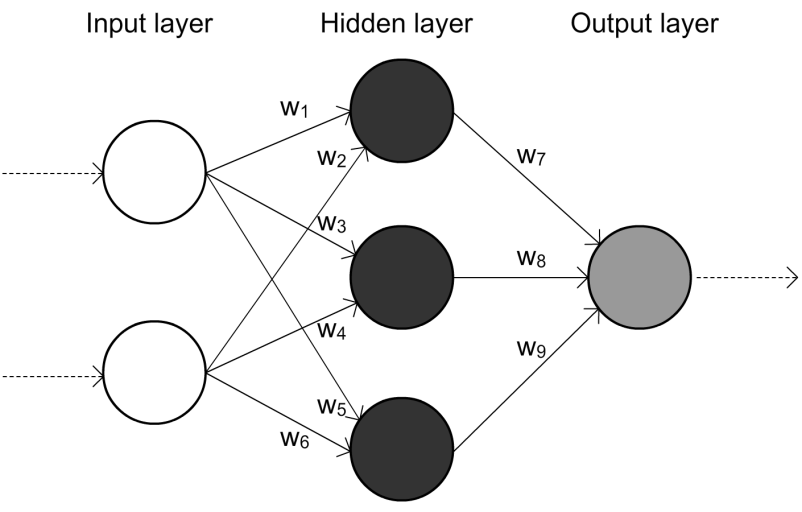 Input layer
Hidden layer
Output layer
w1
w2
w3
w4
w5
w6
w7
w8
w9